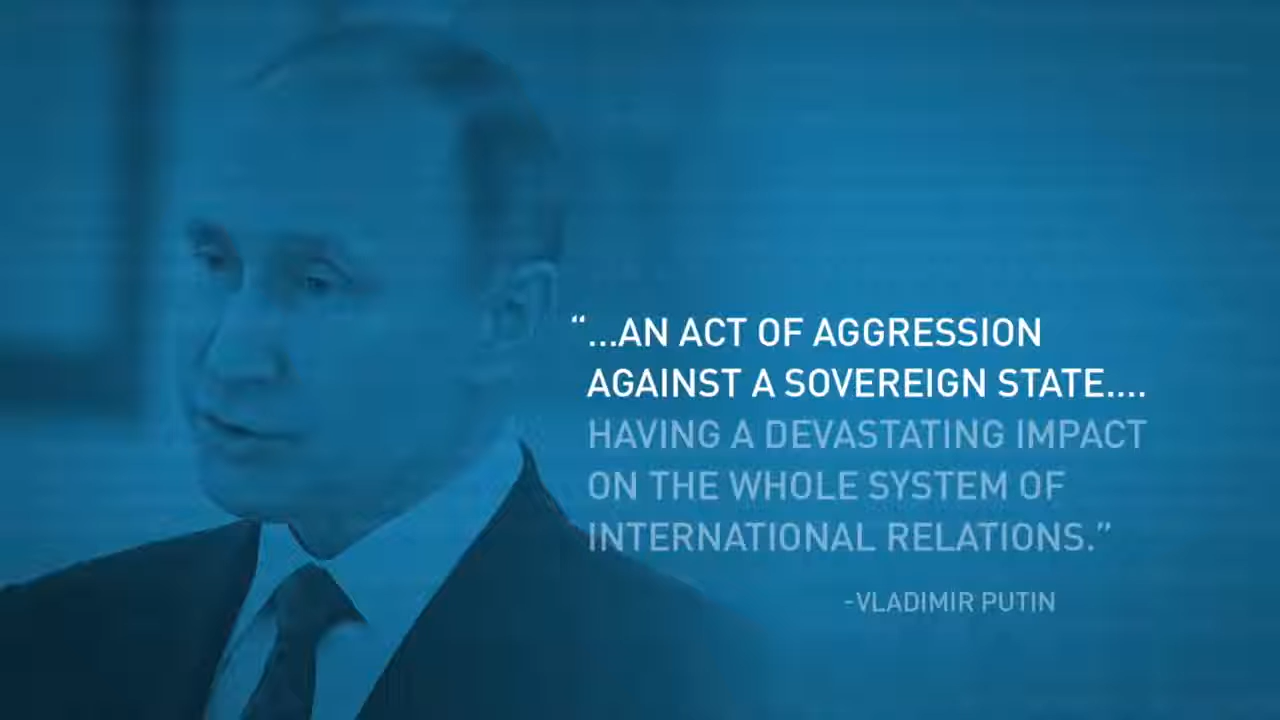 “...AN ACT OF AGGRESSION
AGAINST A SOVEREIGN STATE....
HAVING A DEVASTATING IMPACT
ON THE WHOLE SYSTEM OF
INTERNATIONAL RELATIONS.”
-VLADIMIR PUTIN